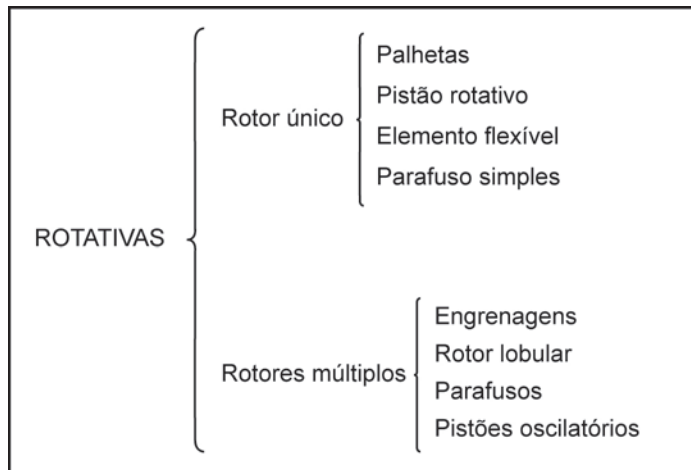 ROTATIVAS
Rotor único
Palhetas
Pistão rotativo
Elemento flexível
Parafuso simples
Rotores múltiplos
Engrenagens
Rotor lobular
Parafusos
Pistões oscilatórios